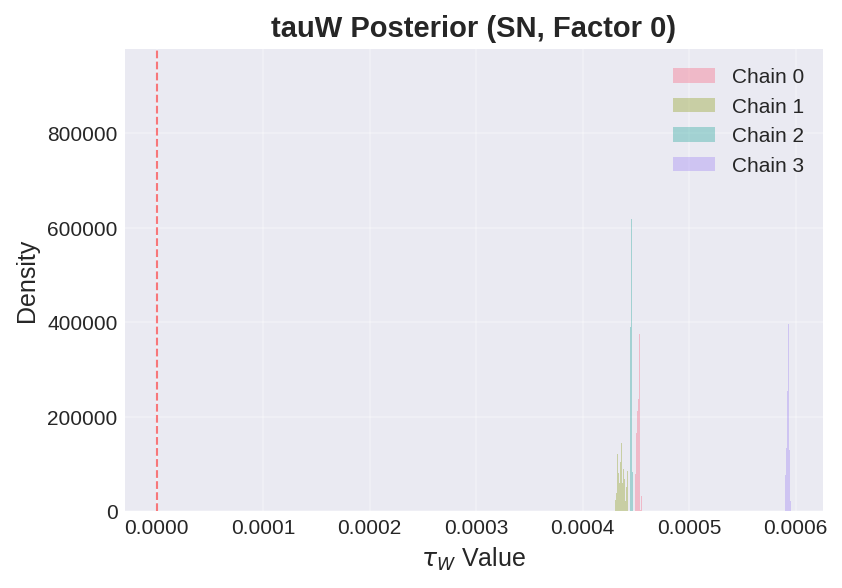 tauW Posterior (SN, Factor 0)
Chain 0
Chain 1
Chain 2
Chain 3
800000
600000
400000
200000
0
Density
0.0000 0.0001 0.0002 0.0003 0.0004 0.0005 0.0006
τ_W Value